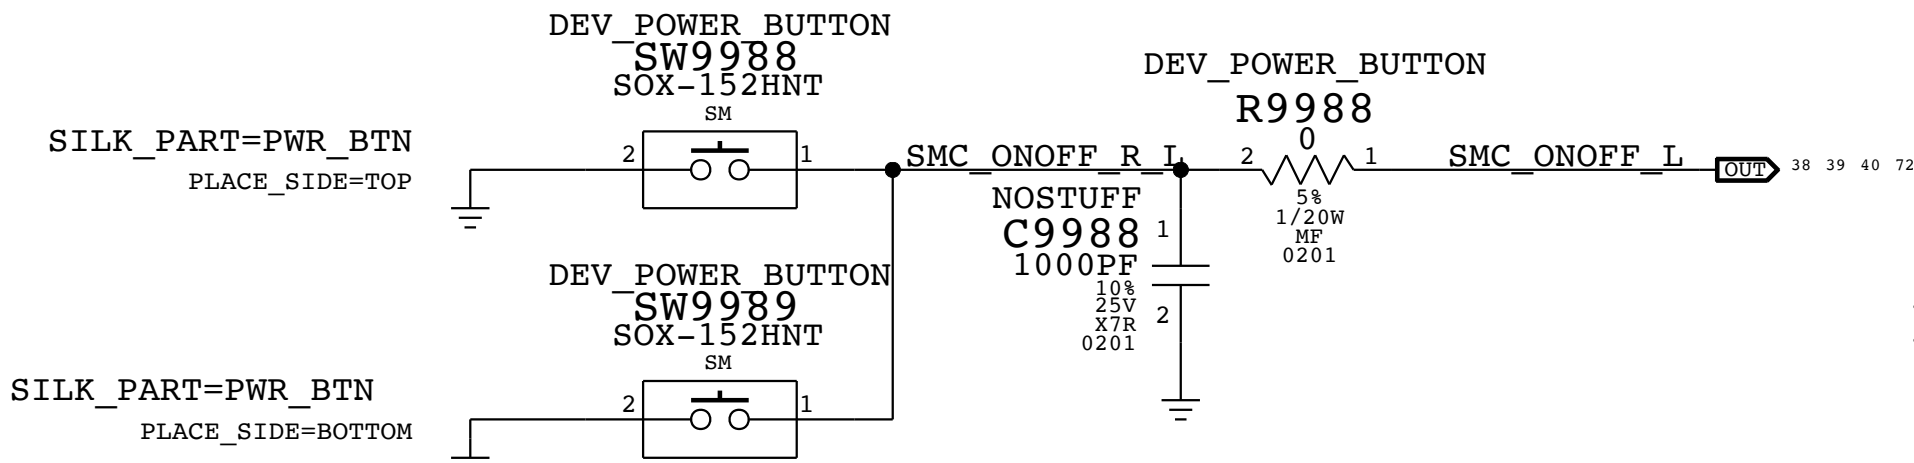 DEV_POWER_BUTTON
SW9988
SOX-152HNT
SM
SILK_PART=PWR_BTN
PLACE_SIDE=TOP
2
1
SMC_ONOFF_R_L
DEV_POWER_BUTTON
R9988
0
2
1
5%
1/20W
MF
0201
SMC_ONOFF_L
OUT
38 39 40 72
NOSTUFF
C9988
1000PF
10%
25V
X7R
0201
1
2
DEV_POWER_BUTTON
SW9989
SOX-152HNT
SM
SILK_PART=PWR_BTN
PLACE_SIDE=BOTTOM
2
1